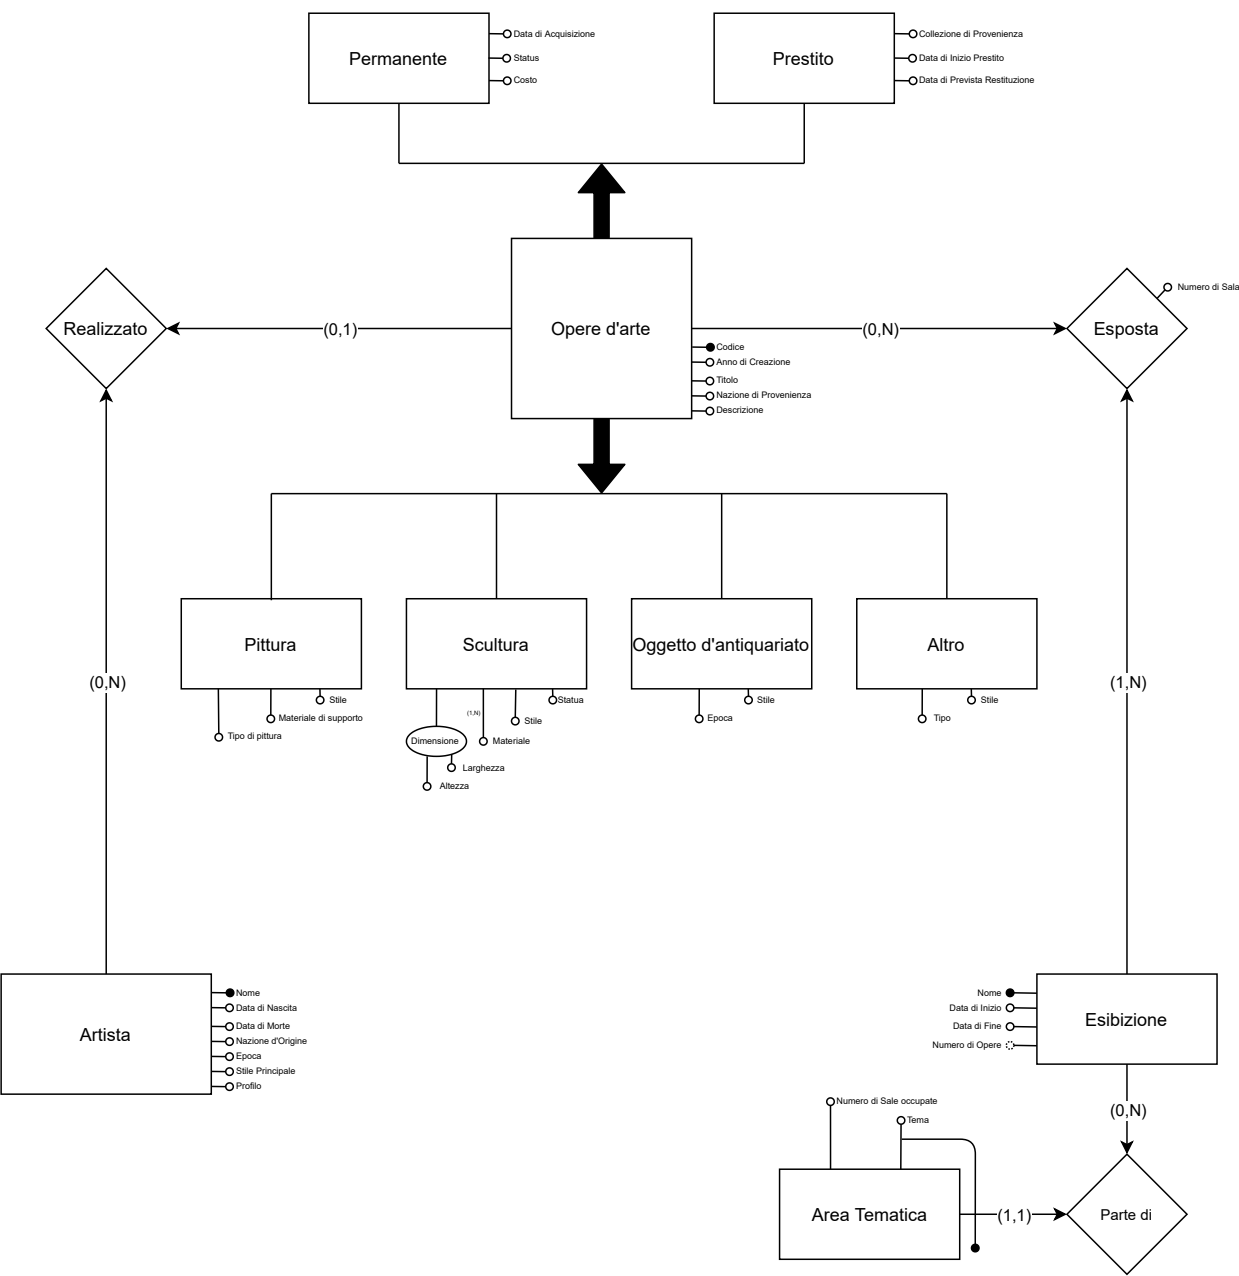 Permanente
Data di Acquisizione
Status
Costo
Prestito
Collezione di Provenienza
Data di Inizio Prestito
Data di Prevista Restituzione
Realizzato
(0,1)
Opere d'arte
(0,N)
Esposta
Numero di Sala
Codice
Anno di Creazione
Titolo
Nazione di Provenienza
Descrizione
Pittura
Stile
Materiale di supporto
Tipo di pittura
Scultura
Statua
(1,N)
Stile
Dimensione
Materiale
Larghezza
Altezza
Oggetto d'antiquariato
Stile
Epoca
Altro
Stile
Tipo
(0,N)
(1,N)
Artista
Nome
Data di Nascita
Data di Morte
Nazione d'Origine
Epoca
Stile Principale
Profilo
Nome
Data di Inizio
Data di Fine
Numero di Opere
Esibizione
(0,N)
Numero di Sale occupate
Tema
Area Tematica
(1,1)
Parte di